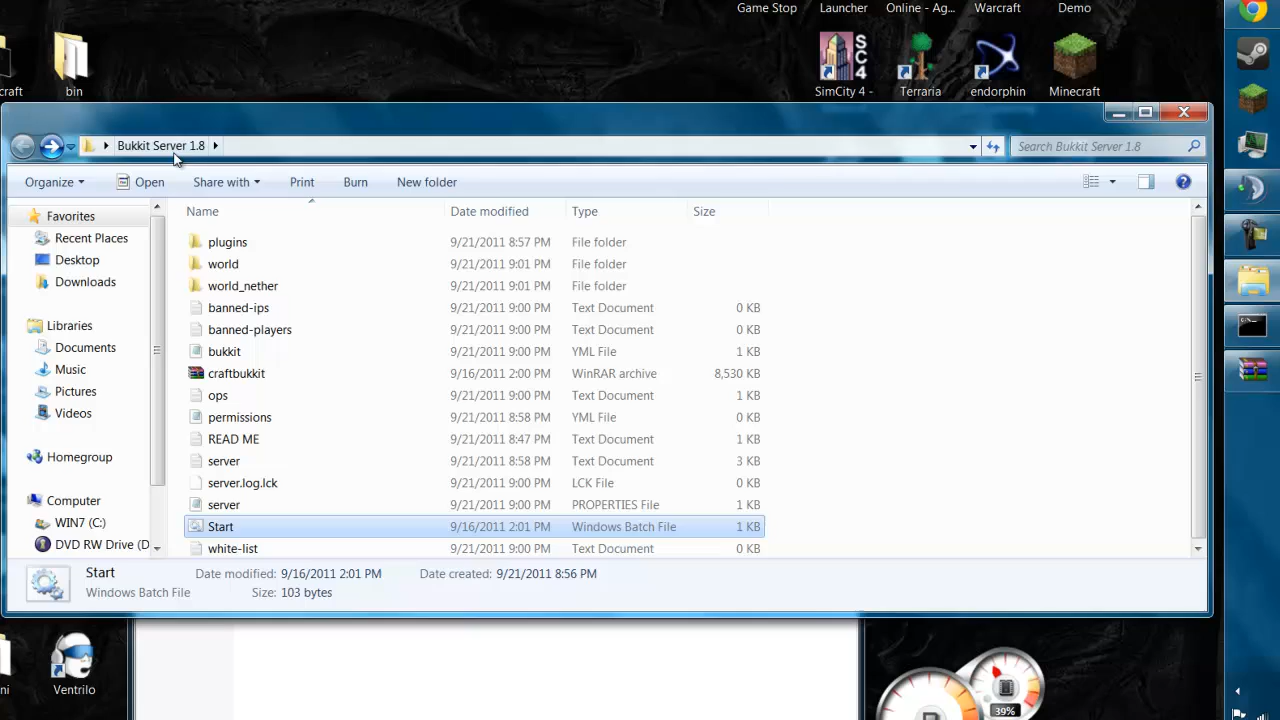 Game Stop Launcher Online - Ag... Warcraft Demo
craft bin SimCity 4 - Terraria endorphin Minecraft
Bukkit Server 1.8 Search Bukkit Server 1.8
Organize Open Share with Print Burn New folder
Favorites
Recent Places
Desktop
Downloads
Libraries
Documents
Music
Pictures
Videos
Homegroup
Computer
WIN7 (C:)
DVD RW Drive (D
Name Date modified Type Size
plugins 9/21/2011 8:57 PM File folder
world 9/21/2011 9:01 PM File folder
world_nether 9/21/2011 9:01 PM File folder
banned-ips 9/21/2011 9:00 PM Text Document 0 KB
banned-players 9/21/2011 9:00 PM Text Document 0 KB
bukkit 9/21/2011 9:00 PM YML File 1 KB
craftbukkit 9/16/2011 2:00 PM WinRAR archive 8,530 KB
ops 9/21/2011 9:00 PM Text Document 1 KB
permissions 9/21/2011 8:58 PM YML File 0 KB
READ ME 9/21/2011 8:47 PM Text Document 1 KB
server 9/21/2011 8:58 PM Text Document 3 KB
server.log.lck 9/21/2011 9:00 PM LCK File 0 KB
server 9/21/2011 9:00 PM PROPERTIES File 1 KB
Start 9/16/2011 2:01 PM Windows Batch File 1 KB
white-list 9/21/2011 9:00 PM Text Document 0 KB
Start Date modified: 9/16/2011 2:01 PM Date created: 9/21/2011 8:56 PM
Windows Batch File Size: 103 bytes
ni Ventrilo
39%